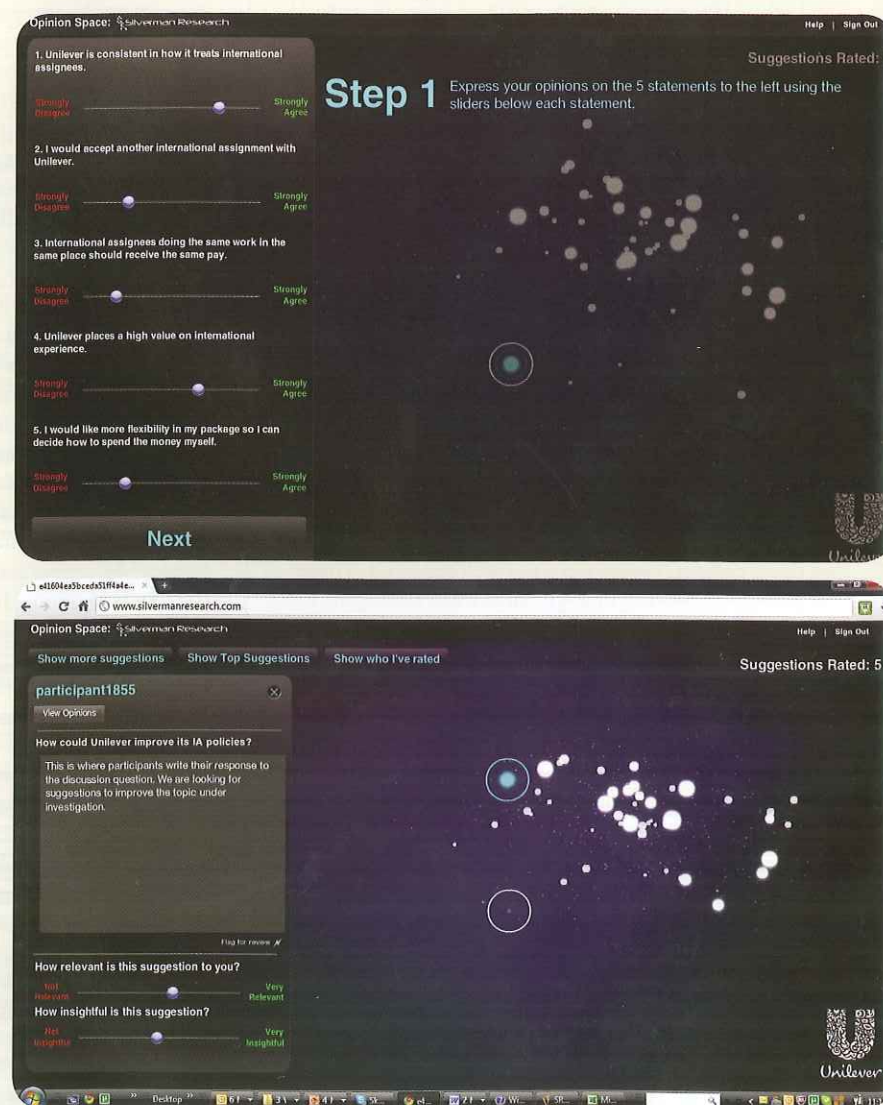 Opinion Space: Silverman Research
Help | Sign Out
1. Unilever is consistent in how it treats international
assignees.
Strongly
Disagree
Strongly
Agree
2. I would accept another international assignment with
Unilever.
Strongly
Disagree
Strongly
Agree
3. International assignees doing the same work in the
same place should receive the same pay.
Strongly
Disagree
Strongly
Agree
4. Unilever places a high value on international
experience.
Strongly
Disagree
Strongly
Agree
5. I would like more flexibility in my package so I can
decide how to spend the money myself.
Strongly
Disagree
Strongly
Agree
Next
Suggestions Rated:
Step 1
Express your opinions on the 5 statements to the left using the
sliders below each statement.
Unilever
www.silvermanresearch.com
Opinion Space: Silverman Research
Help | Sign Out
Show more suggestions
Show Top Suggestions
Show who I've rated
Suggestions Rated: 5
participant1855
View Opinions
How could Unilever improve its IA policies?
This is where participants write their response to
the discussion question. We are looking for
suggestions to improve the topic under
investigation.
Flag for review
How relevant is this suggestion to you?
Not
Relevant
Very
Relevant
How insightful is this suggestion?
Not
Insightful
Very
Insightful
Unilever
Desktop